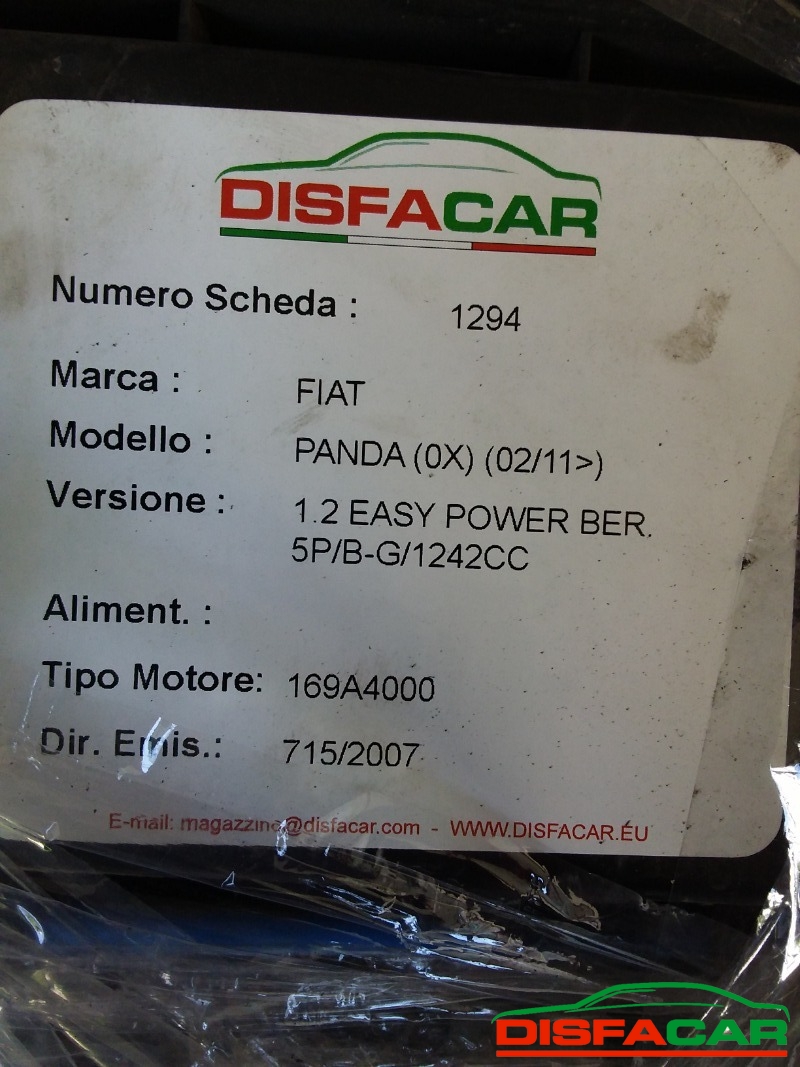 DISFACAR
Numero Scheda : 1294
Marca : FIAT
Modello : PANDA (0X) (02/11>)
Versione : 1.2 EASY POWER BER.
5P/B-G/1242CC
Aliment. :
Tipo Motore: 169A4000
Dir. Emis.: 715/2007
E-mail: magazzino@disfacar.com - WWW.DISFACAR.EU
DISFACAR